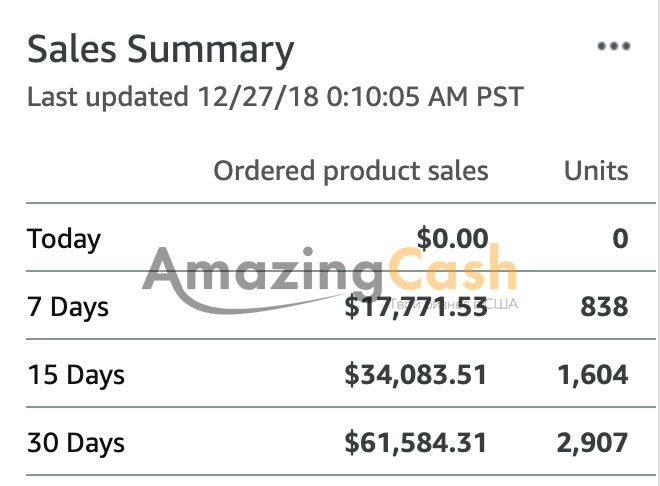 Sales Summary
Last updated 12/27/18 0:10:05 AM PST
Ordered product sales Units
Today $0.00 0
AmazingCash
Твой бизнес в США
7 Days $17,771.53 838
15 Days $34,083.51 1,604
30 Days $61,584.31 2,907